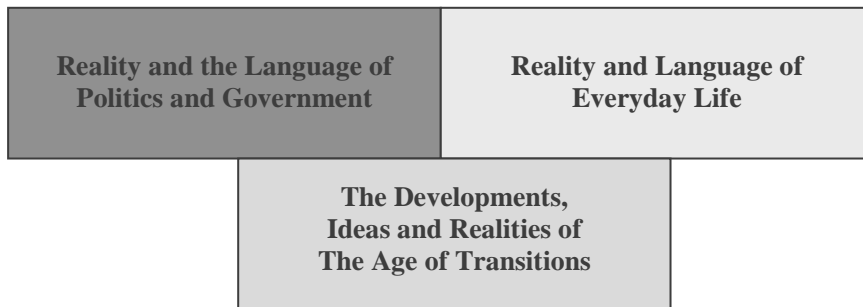 Reality and the Language of
Politics and Government
Reality and Language of
Everyday Life
The Developments,
Ideas and Realities of
The Age of Transitions